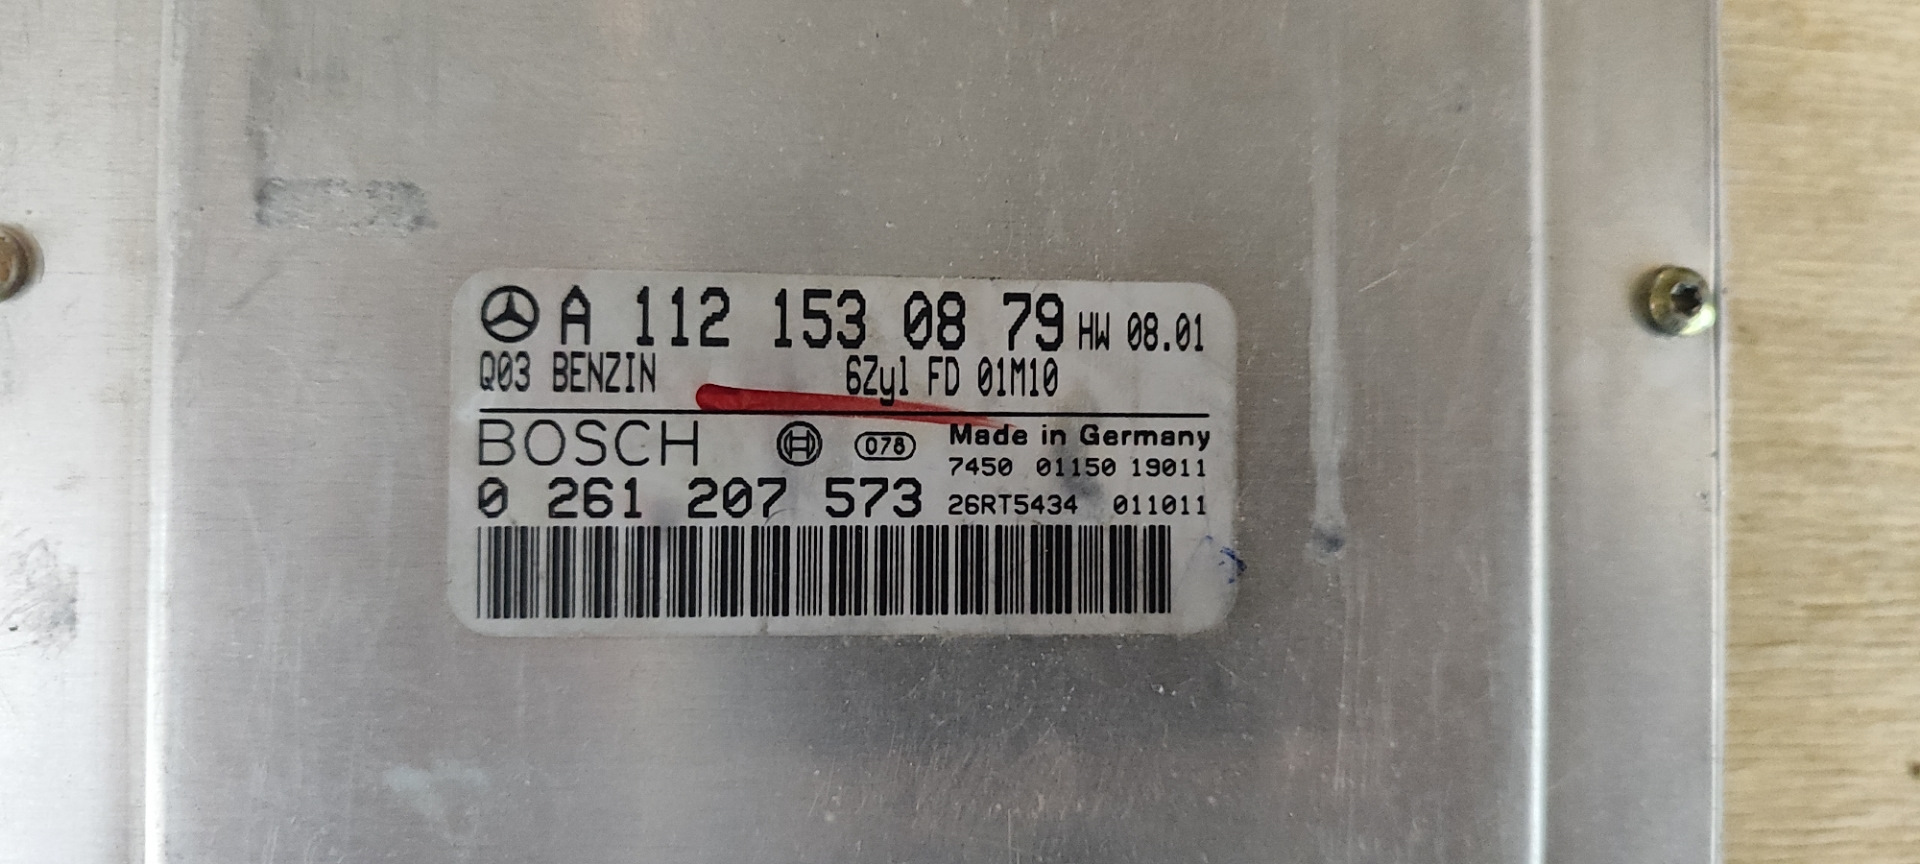 A 112 153 08 79 HW 08.01
Q03 BENZIN 6Zyl FD 01M10
BOSCH 078 Made in Germany
7450 01150 19011
0 261 207 573 26RT5434 011011